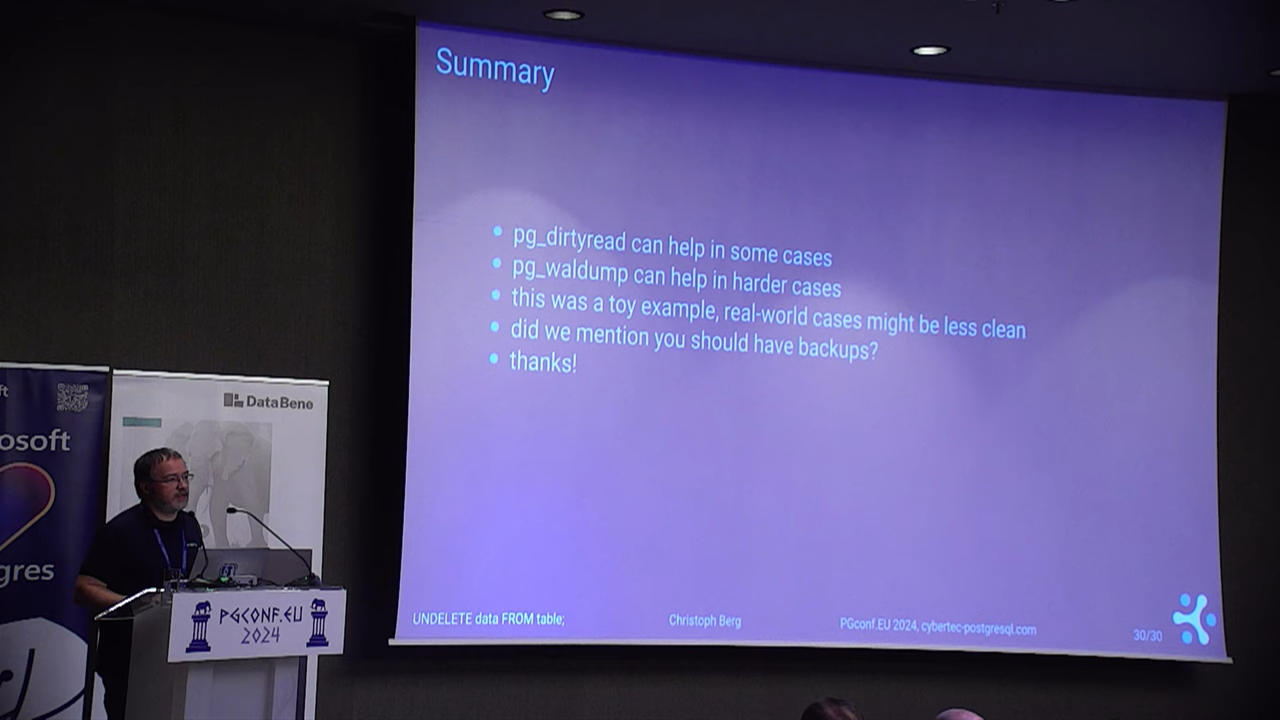 Summary
pg_dirtyread can help in some cases
pg_waldump can help in harder cases
this was a toy example, real-world cases might be less clean
did we mention you should have backups?
thanks!
UNDELETE data FROM table;
Christoph Berg
PGconf.EU 2024, cybertec-postgresql.com
30/30
DataBene
ft
osoft
gres
PGCONF.EU
2024